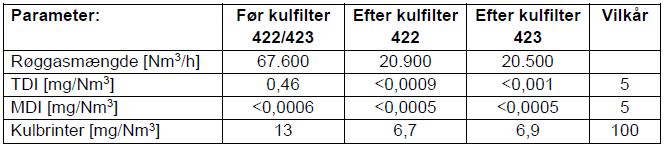 Parameter: Før kulfilter 422/423 Efter kulfilter 422 Efter kulfilter 423 Vilkår
Røggasmængde [Nm3/h] 67.600 20.900 20.500
TDI [mg/Nm3] 0,46 <0,0009 <0,001 5
MDI [mg/Nm3] <0,0006 <0,0005 <0,0005 5
Kulbrinter [mg/Nm3] 13 6,7 6,9 100